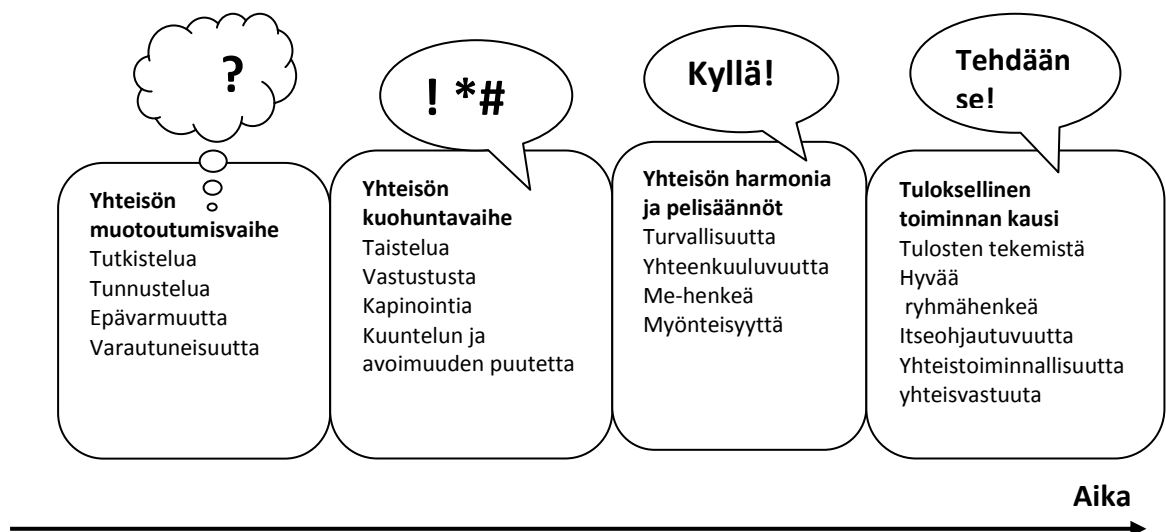 ?
Yhteisön
muotoutumisvaihe
Tutkistelua
Tunnustelua
Epävarmuutta
Varautuneisuutta
! *#
Yhteisön
kuohuntavaihe
Taistelua
Vastustusta
Kapinointia
Kuuntelun ja
avoimuuden puutetta
Kyllä!
Yhteisön harmonia
ja pelisäännöt
Turvallisuutta
Yhteenkuuluvuutta
Me-henkeä
Myönteisyyttä
Tehdään
se!
Tuloksellinen
toiminnan kausi
Tulosten tekemistä
Hyvää
ryhmähenkeä
Itseohjautuvuutta
Yhteistoiminnallisuutta
yhteisvastuuta
Aika